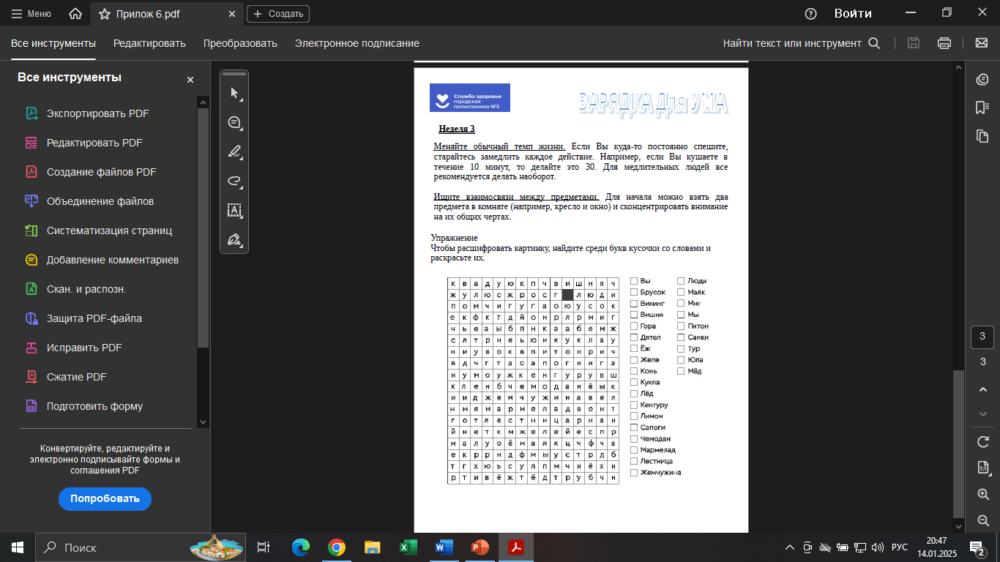 Меню
Прилож 6.pdf
Создать
Войти
Все инструменты
Редактировать
Преобразовать
Электронное подписание
Найти текст или инструмент
Все инструменты
Экспортировать PDF
Редактировать PDF
Создание файлов PDF
Объединение файлов
Систематизация страниц
Добавление комментариев
Скан. и распозн.
Защита PDF-файла
Исправить PDF
Сжатие PDF
Подготовить форму
Конвертируйте, редактируйте и
электронно подписывайте формы и
соглашения PDF
Попробовать
Служба здоровья
городская
поликлиника №5
ЗАРЯДКА Для УМА
Неделя 3
Меняйте обычный темп жизни. Если Вы куда-то постоянно спешите,
старайтесь замедлить каждое действие. Например, если Вы кушаете в
течение 10 минут, то делайте это 30. Для медлительных людей все
рекомендуется делать наоборот.
Ищите взаимосвязи между предметами. Для начала можно взять два
предмета в комнате (например, кресло и окно) и сконцентрировать внимание
на их общих чертах.
Упражнение
Чтобы расшифровать картинку, найдите среди букв кусочки со словами и
раскрасьте их.
к в а д у ю к п ч в и ш н я ч
ж у л ю с ж р о с г л ю д и
п о м ч и г у г а о ю у с о к
е к ф к т д й о н р л р м и г
ч ь е а ы б п н к а а б е м ж
с л т р н е ь ю и к у к л а у
н и у в о к в п и т о н р и ч
в д ч г т а с а п о г и и г а
и у м о у ж к е н г у р у в ш
к л е н б ч е м о д а н ё ы к
и и д ж е м ч у ж и н а в е л
н м я м а р м е л а д в о н т
г о т л е с т н и ц а р н а и
й н е т к м ж е л е й е с п р
м а л у о ё м а я к ц ч ф ч а
е к р р н д ф м ы у с т р д б
т г х ю ь с у л п м ч и ё х и
р т и в ё ж т ё д т р у б ч н
Вы
Брусок
Викинг
Вишня
Гора
Дятел
Ёж
Желе
Конь
Кукла
Лёд
Кенгуру
Лимон
Сапоги
Чемодан
Мармелад
Лестница
Жемчужина
Люди
Маяк
Миг
Мы
Питон
Санки
Тур
Юла
Мёд
3
3
Поиск
РУС
20:47
14.01.2025
2